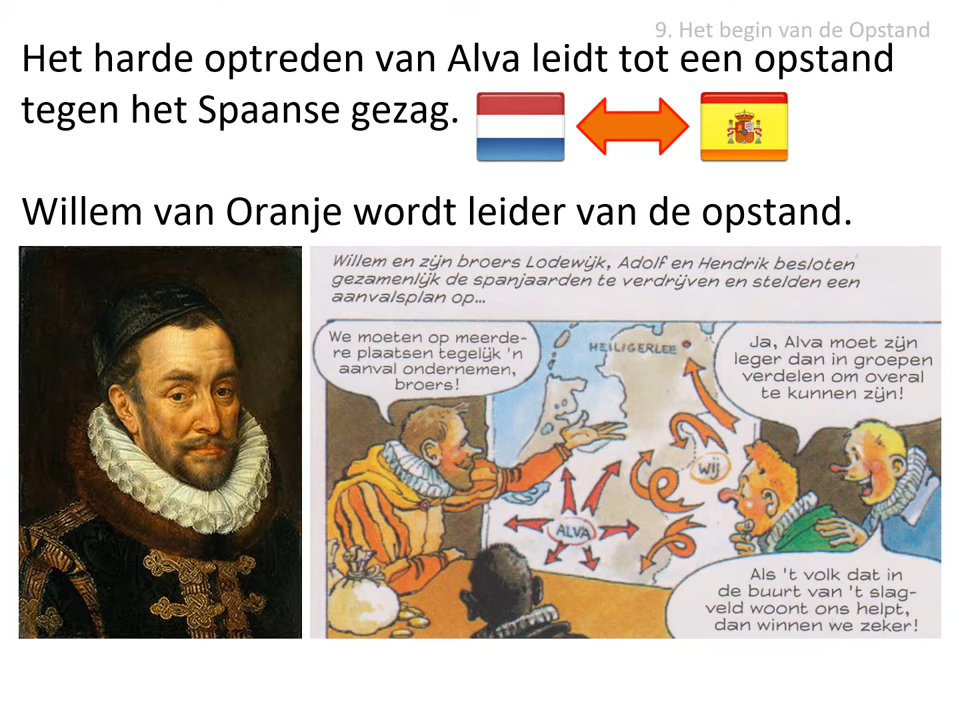 9. Het begin van de Opstand
Het harde optreden van Alva leidt tot een opstand
tegen het Spaanse gezag.
Willem van Oranje wordt leider van de opstand.
Willem en zijn broers Lodewijk, Adolf en Hendrik besloten
gezamenlijk de spanjaarden te verdrijven en stelden een
aanvalsplan op...
We moeten op meerde-
re plaatsen tegelijk 'n
aanval ondernemen,
broers!
HEILIGERLEE
Ja, Alva moet zijn
leger dan in groepen
verdelen om overal
te kunnen zijn!
WIJ
ALVA
Als 't volk dat in
de buurt van 't slag-
veld woont ons helpt,
dan winnen we zeker!